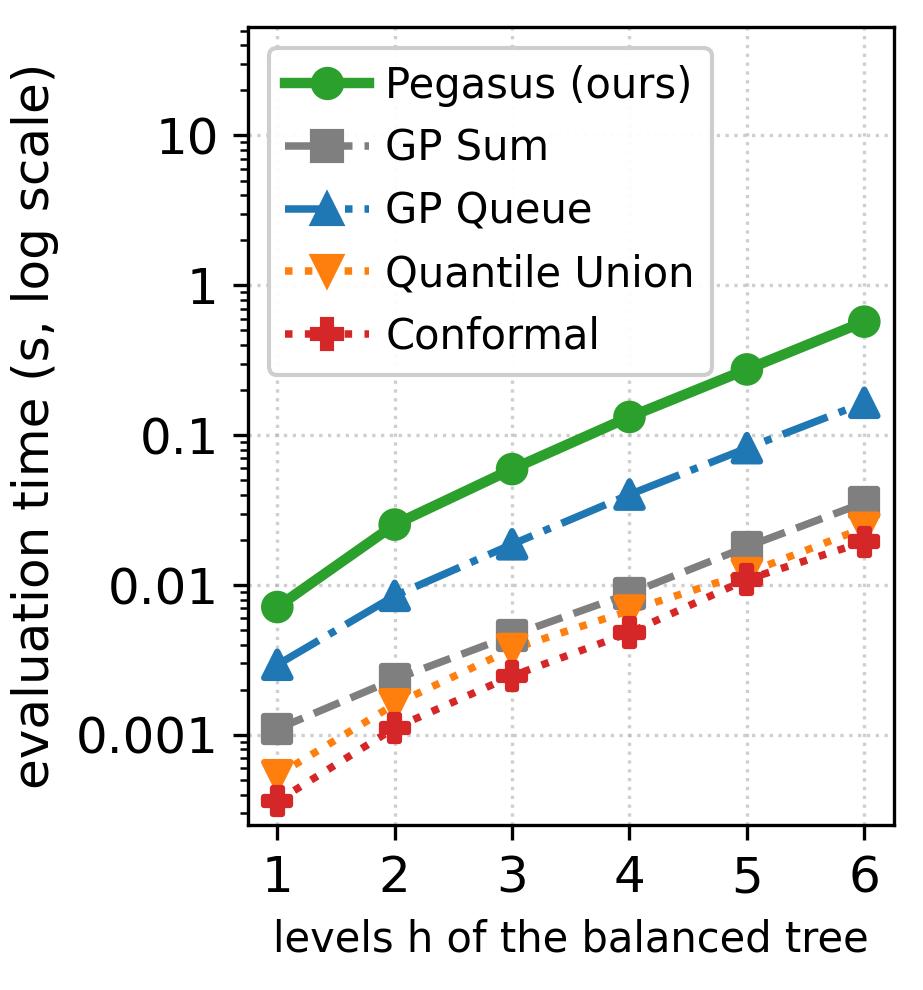 evaluation time (s, log scale)
10
1
0.1
0.01
0.001
Pegasus (ours)
GP Sum
GP Queue
Quantile Union
Conformal
1 2 3 4 5 6
levels h of the balanced tree